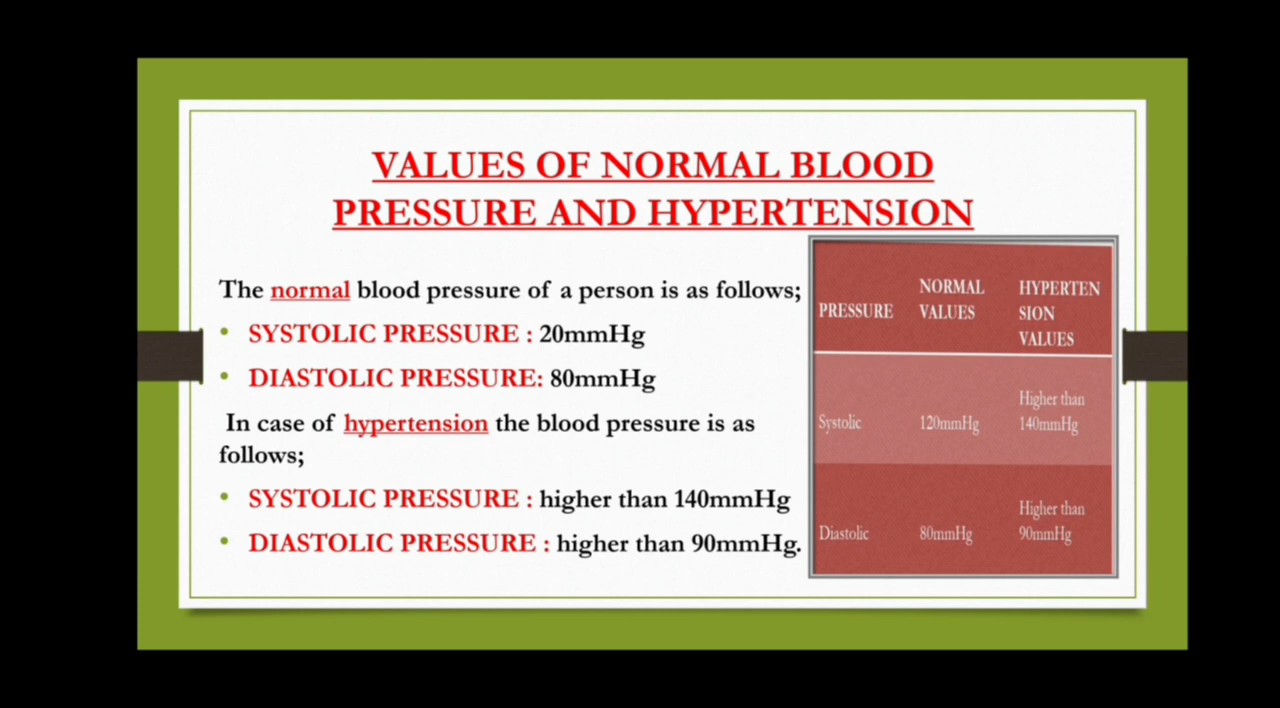 VALUES OF NORMAL BLOOD
PRESSURE AND HYPERTENSION
The normal blood pressure of a person is as follows;
• SYSTOLIC PRESSURE : 20mmHg
• DIASTOLIC PRESSURE: 80mmHg
In case of hypertension the blood pressure is as
follows;
• SYSTOLIC PRESSURE : higher than 140mmHg
• DIASTOLIC PRESSURE : higher than 90mmHg.
PRESSURE
NORMAL
VALUES
HYPERTEN
SION
VALUES
Systolic
120mmHg
Higher than
140mmHg
Diastolic
80mmHg
Higher than
90mmHg